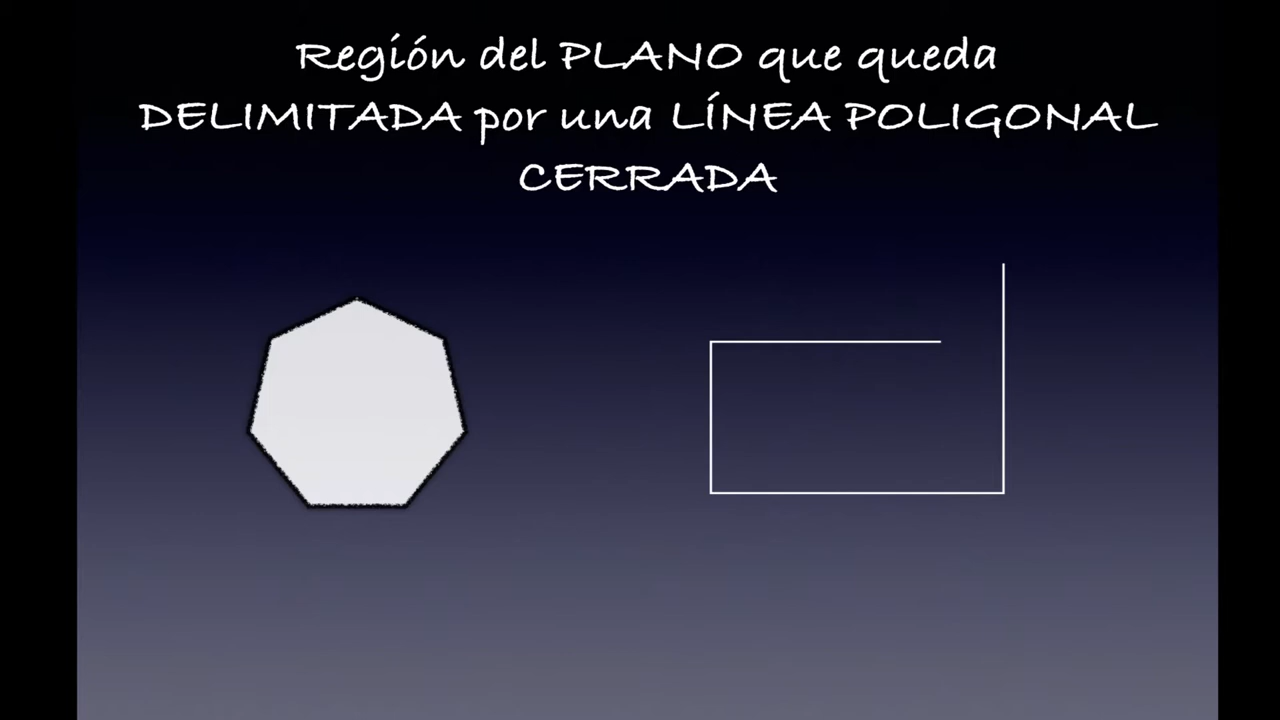 Región del PLANO que queda
DELIMITADA por una LÍNEA POLIGONAL
CERRADA